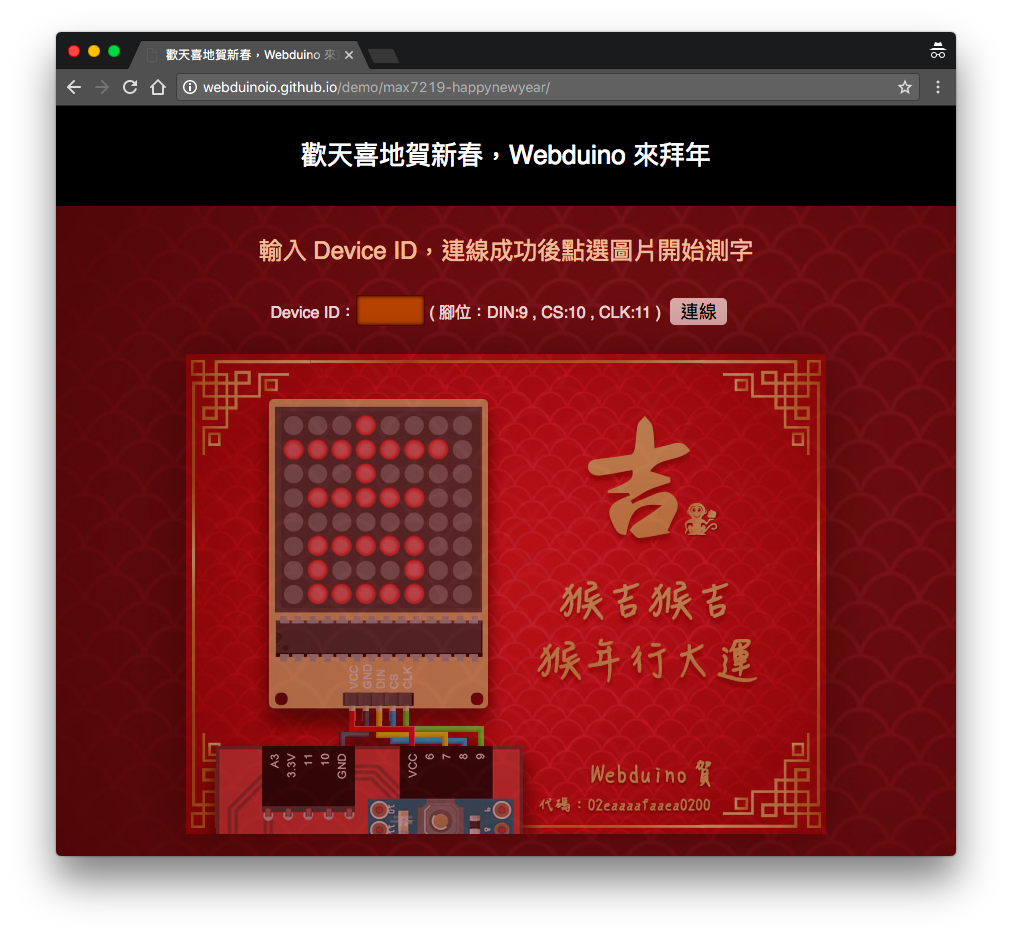 歡天喜地賀新春，Webduino 來
webduinoio.github.io/demo/max7219-happynewyear/
歡天喜地賀新春，Webduino 來拜年
輸入 Device ID，連線成功後點選圖片開始測字
Device ID： ( 腳位：DIN:9 , CS:10 , CLK:11 ) 連線
吉
猴吉猴吉
猴年行大運
VCC GND DIN CS CLK
A3 3.3V 11 10 GND VCC 6 7 8 9
Webduino 賀
代碼：02eaaaafaaea0200